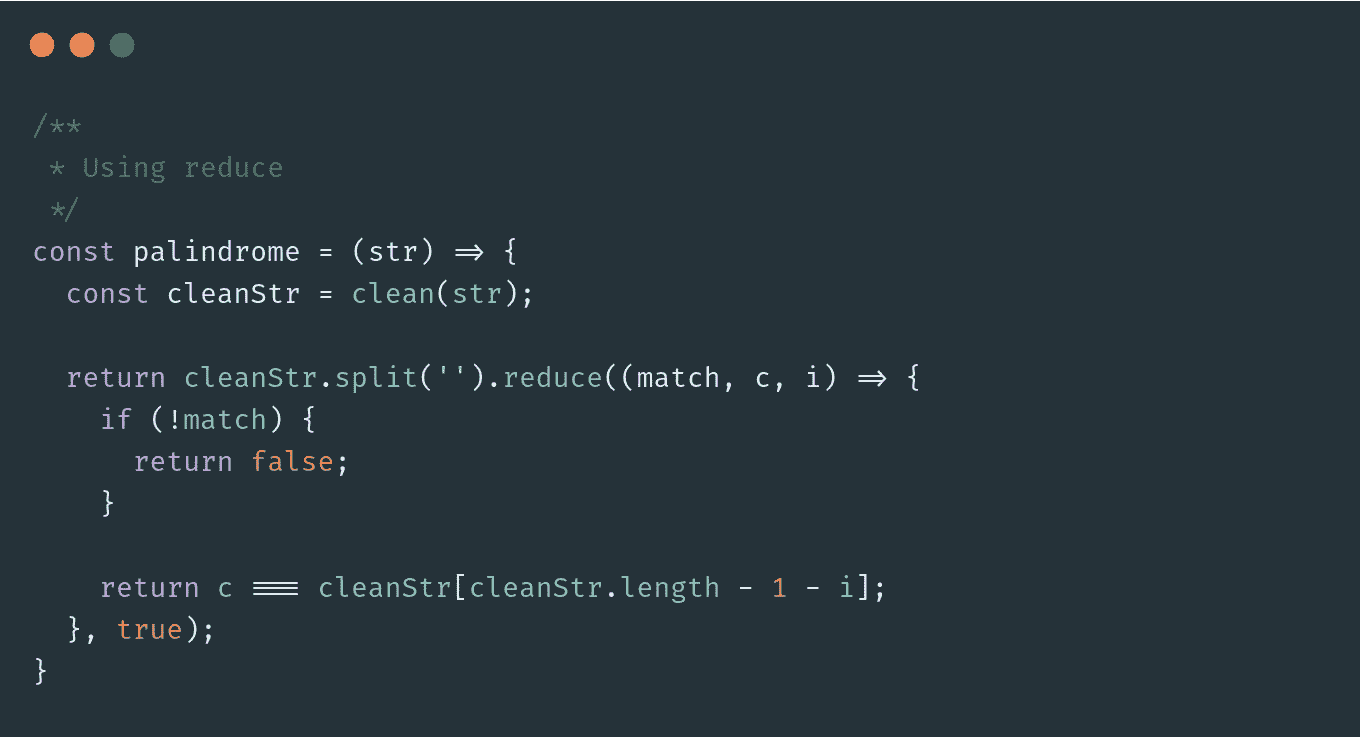 /**
 * Using reduce
 */
const palindrome = (str) => {
  const cleanStr = clean(str);

  return cleanStr.split('').reduce((match, c, i) => {
    if (!match) {
      return false;
    }

    return c === cleanStr[cleanStr.length - 1 - i];
  }, true);
}